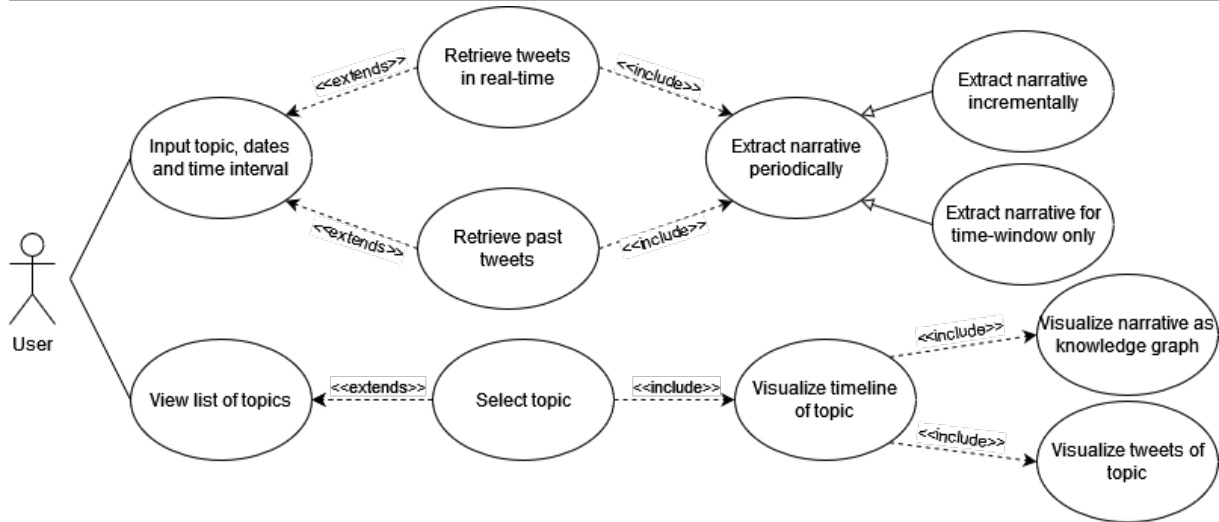 Retrieve tweets
in real-time
<<extends>>
<<include>>
Extract narrative
incrementally
Input topic, dates
and time interval
Extract narrative
periodically
<<extends>>
Retrieve past
tweets
<<include>>
Extract narrative for
time-window only
User
View list of topics
<<extends>>
Select topic
<<include>>
Visualize timeline
of topic
<<include>>
Visualize narrative as
knowledge graph
<<include>>
Visualize tweets of
topic